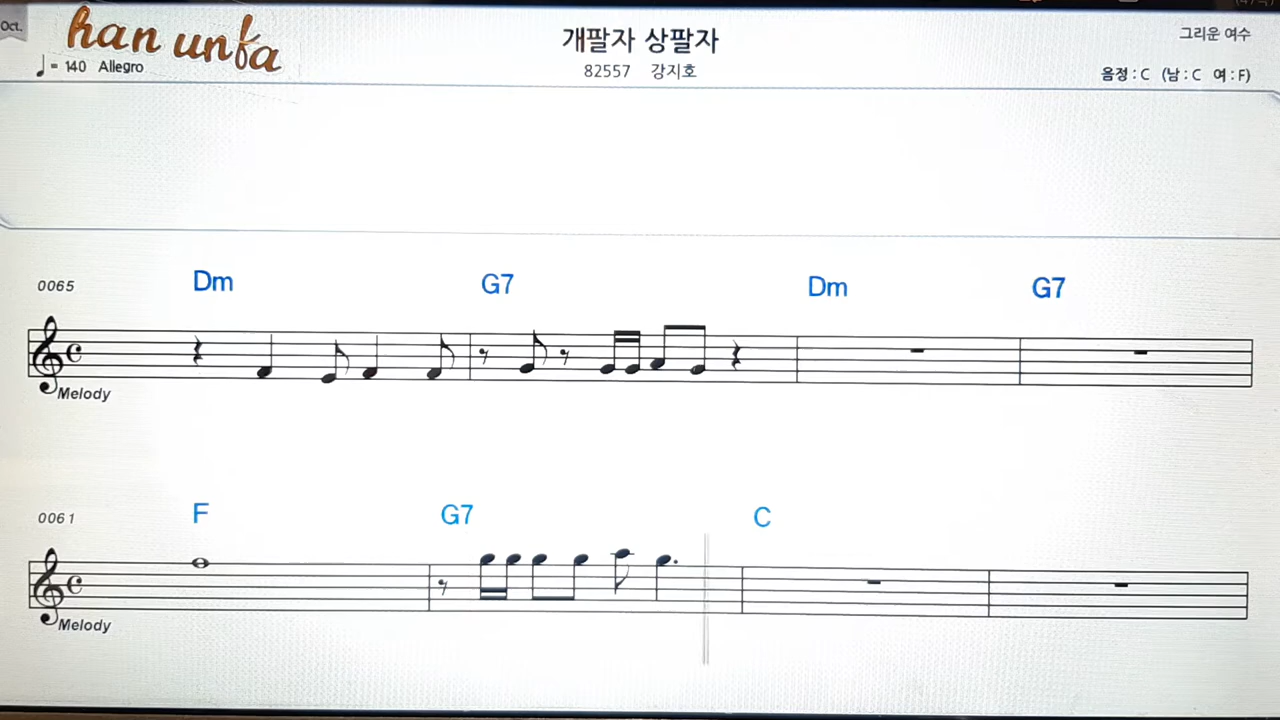 Oct.
han unfa
개팔자 상팔자
그리운 여수
♩= 140 Allegro
82557 강지호
음정 : C (남 : C 여 : F)
0065
Dm G7 Dm G7
Melody
0061
F G7 C
Melody